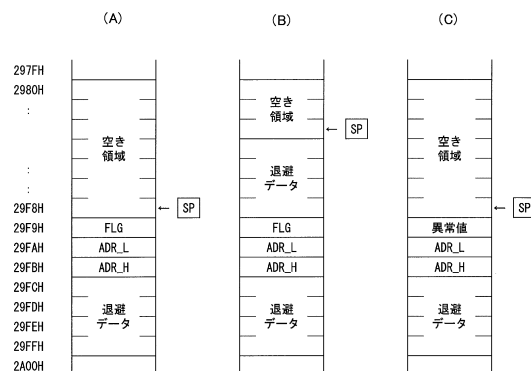 (A) (B) (C)
297FH
2980H
:
空き
領域
:
:
29F8H
29F9H
29FAH
29FBH
29FCH
29FDH
29FEH
29FFH
2A00H
← SP
FLG
ADR_L
ADR_H
退避
データ
空き
領域
← SP
退避
データ
FLG
ADR_L
ADR_H
退避
データ
空き
領域
← SP
異常値
ADR_L
ADR_H
退避
データ